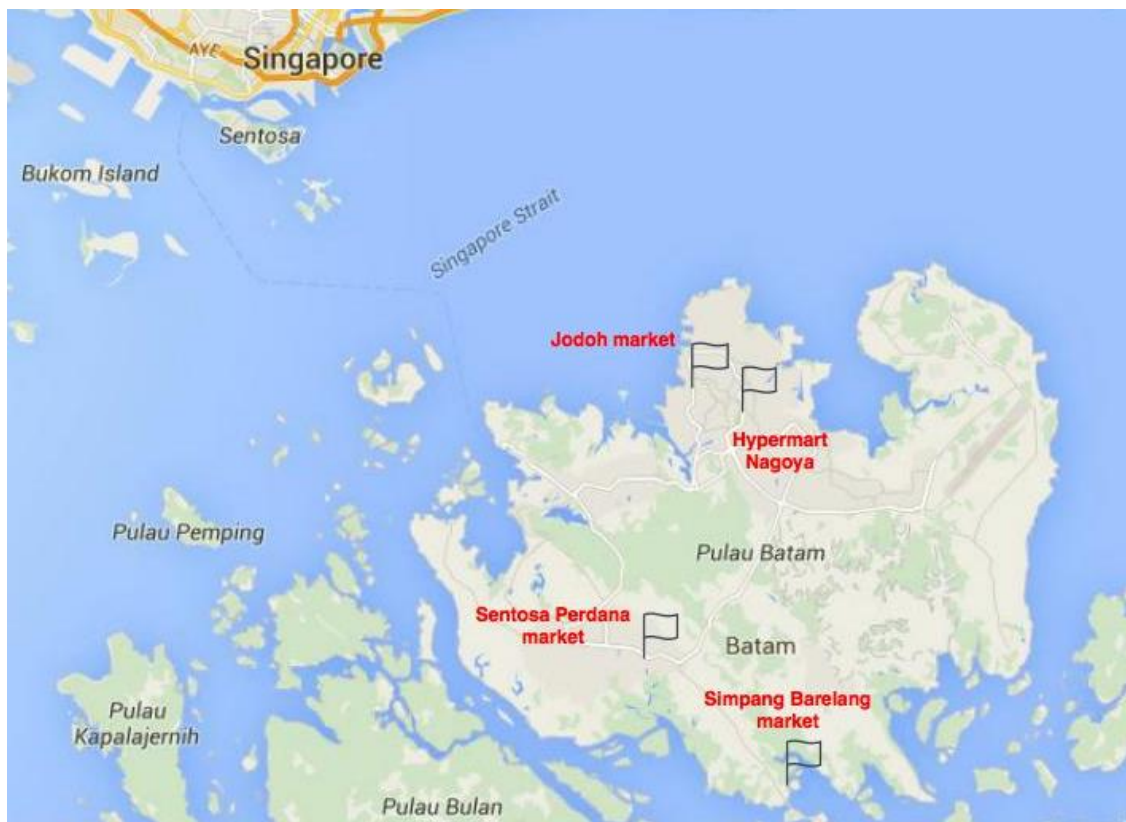 AYE
Singapore
Sentosa
Bukom Island
Singapore Strait
Jodoh market
Hypermart
Nagoya
Pulau Pemping
Pulau Batam
Sentosa Perdana
market
Batam
Simpang Barelang
market
Pulau
Kapalajernih
Pulau Bulan